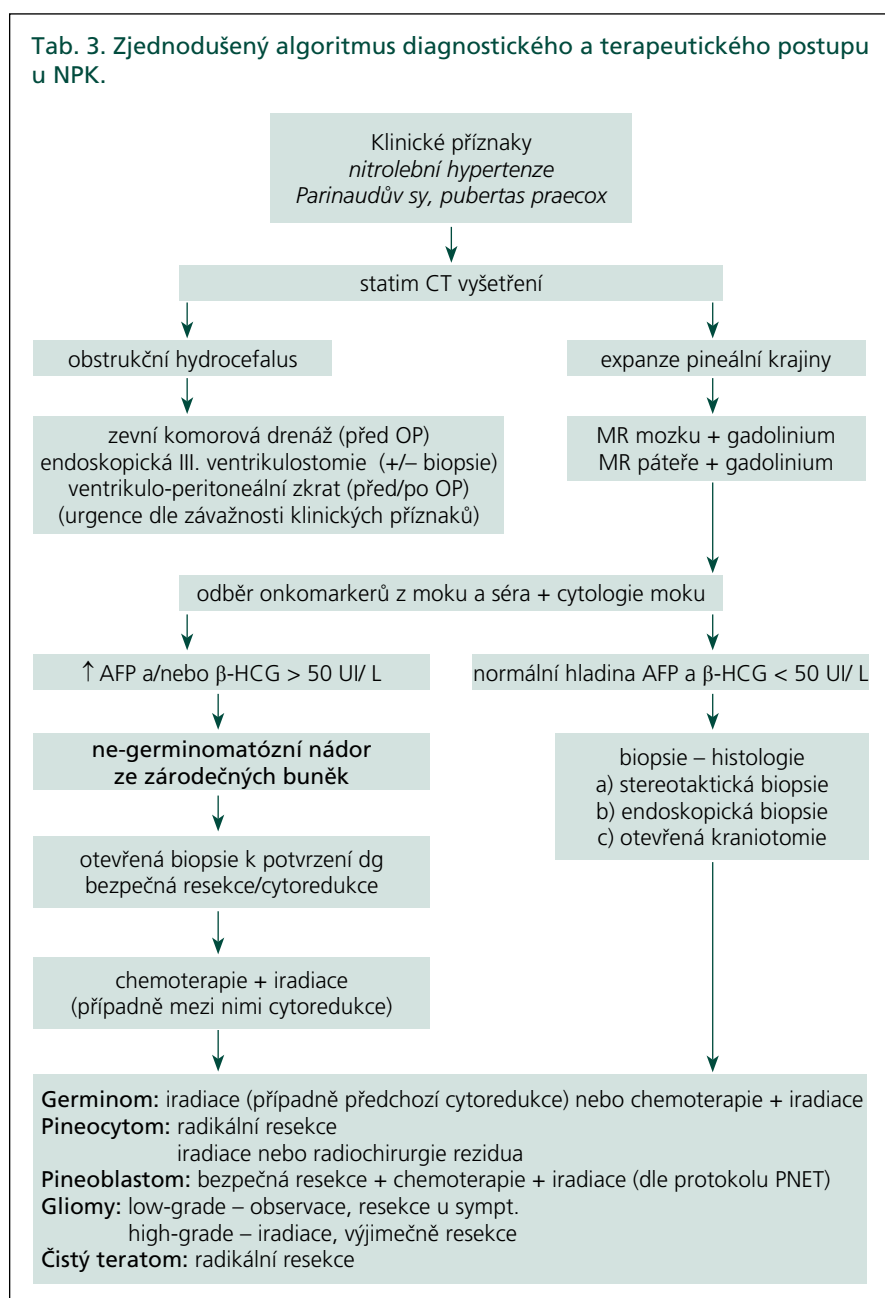 Tab. 3. Zjednodušený algoritmus diagnostického a terapeutického postupu
u NPK.
Klinické příznaky
nitrolební hypertenze
Parinaudův sy, pubertas praecox
statim CT vyšetření
obstrukční hydrocefalus
expanze pineální krajiny
zevní komorová drenáž (před OP)
endoskopická III. ventrikulostomie (+/– biopsie)
ventrikulo-peritoneální zkrat (před/po OP)
(urgence dle závažnosti klinických příznaků)
MR mozku + gadolinium
MR páteře + gadolinium
odběr onkomarkerů z moku a séra + cytologie moku
↑ AFP a/nebo β-HCG > 50 UI/ L
normální hladina AFP a β-HCG < 50 UI/ L
ne-germinomatózní nádor
ze zárodečných buněk
biopsie – histologie
a) stereotaktická biopsie
b) endoskopická biopsie
c) otevřená kraniotomie
otevřená biopsie k potvrzení dg
bezpečná resekce/cytoredukce
chemoterapie + iradiace
(případně mezi nimi cytoredukce)
Germinom: iradiace (případně předchozí cytoredukce) nebo chemoterapie + iradiace
Pineocytom: radikální resekce
iradiace nebo radiochirurgie rezidua
Pineoblastom: bezpečná resekce + chemoterapie + iradiace (dle protokolu PNET)
Gliomy: low-grade – observace, resekce u sympt.
high-grade – iradiace, výjimečně resekce
Čistý teratom: radikální resekce